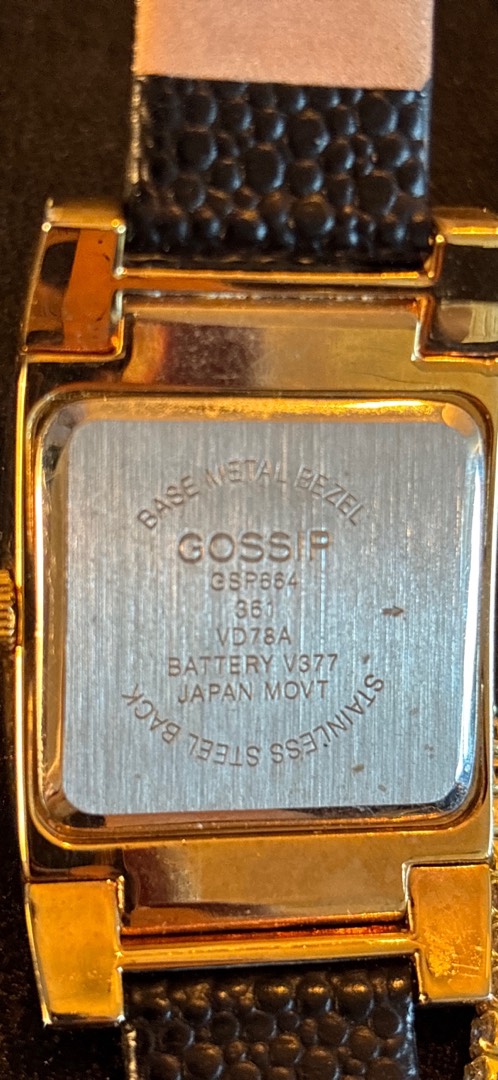 BASE METAL BEZEL
GOSSIP
GSP664
361
VD78A
BATTERY V377
JAPAN MOVT
STAINLESS STEEL BACK